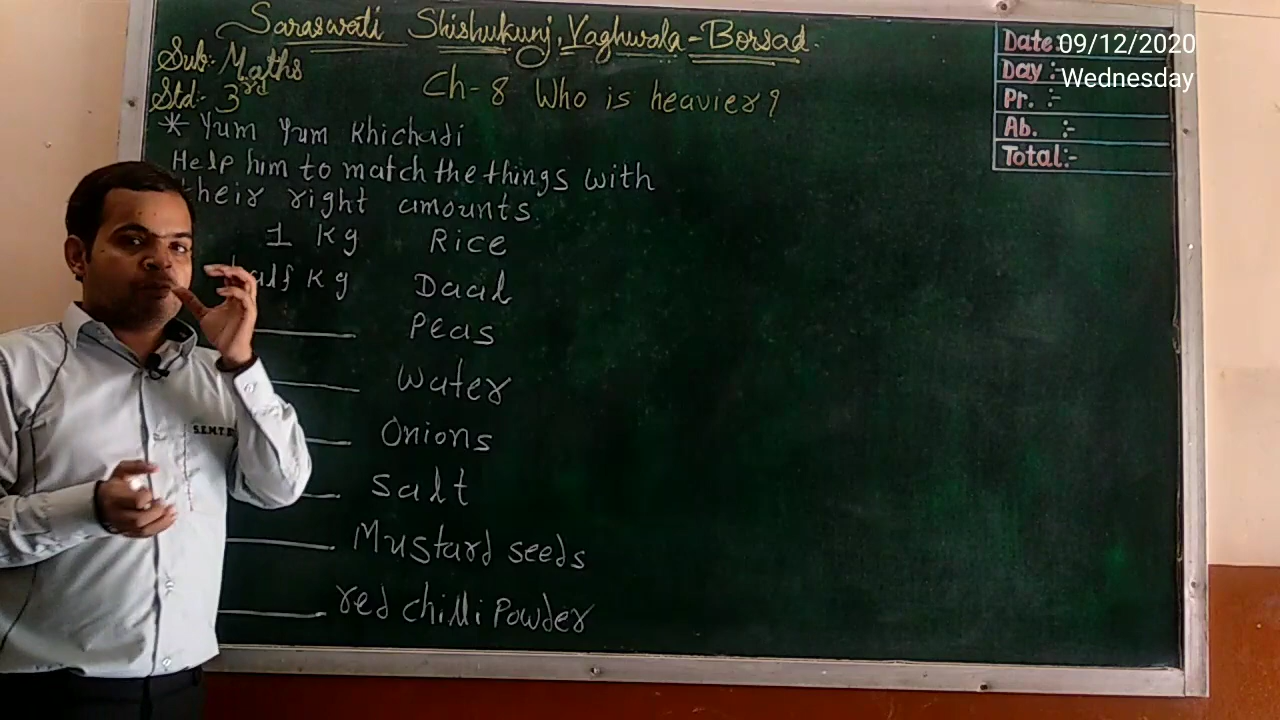 Saraswati Shishukunj, Vaghwala - Borsad.
Sub:- Maths
Std:- 3rd
Ch-8 Who is heavier?
Date:
09/12/2020
Day :-
Wednesday
Pr. :-
Ab. :-
Total:-
* Yum Yum Khichadi
Help him to match the things with
their right amounts.
1 Kg Rice
half Kg Daal
Peas
Water
Onions
Salt
Mustard seeds
red chilli Powder